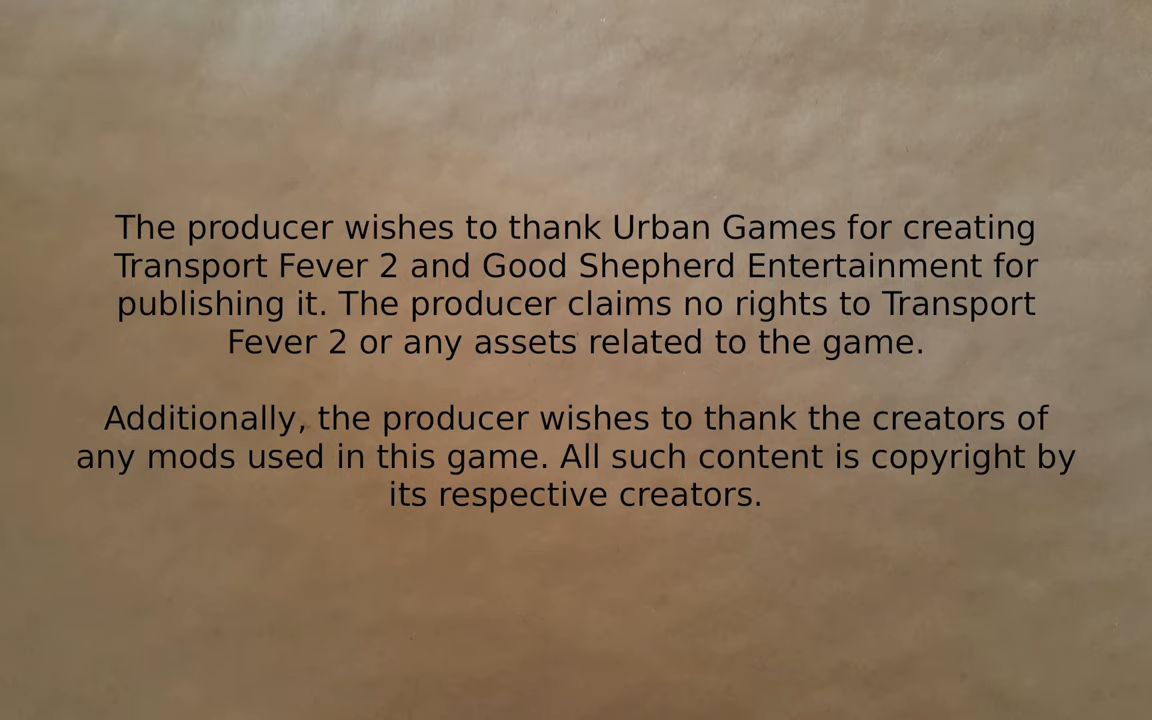 The producer wishes to thank Urban Games for creating
Transport Fever 2 and Good Shepherd Entertainment for
publishing it. The producer claims no rights to Transport
Fever 2 or any assets related to the game.
Additionally, the producer wishes to thank the creators of
any mods used in this game. All such content is copyright by
its respective creators.